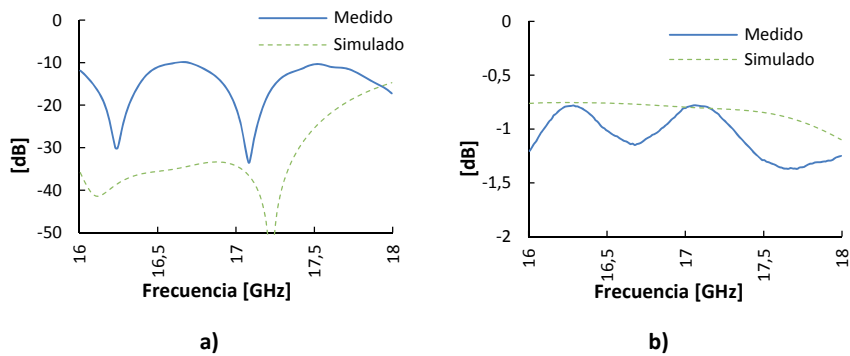 0
-10
-20
-30
-40
-50
[dB]
16
16,5
17
17,5
18
Frecuencia [GHz]
Medido
Simulado
a)
0
-0,5
-1
-1,5
-2
[dB]
16
16,5
17
17,5
18
Frecuencia [GHz]
Medido
Simulado
b)